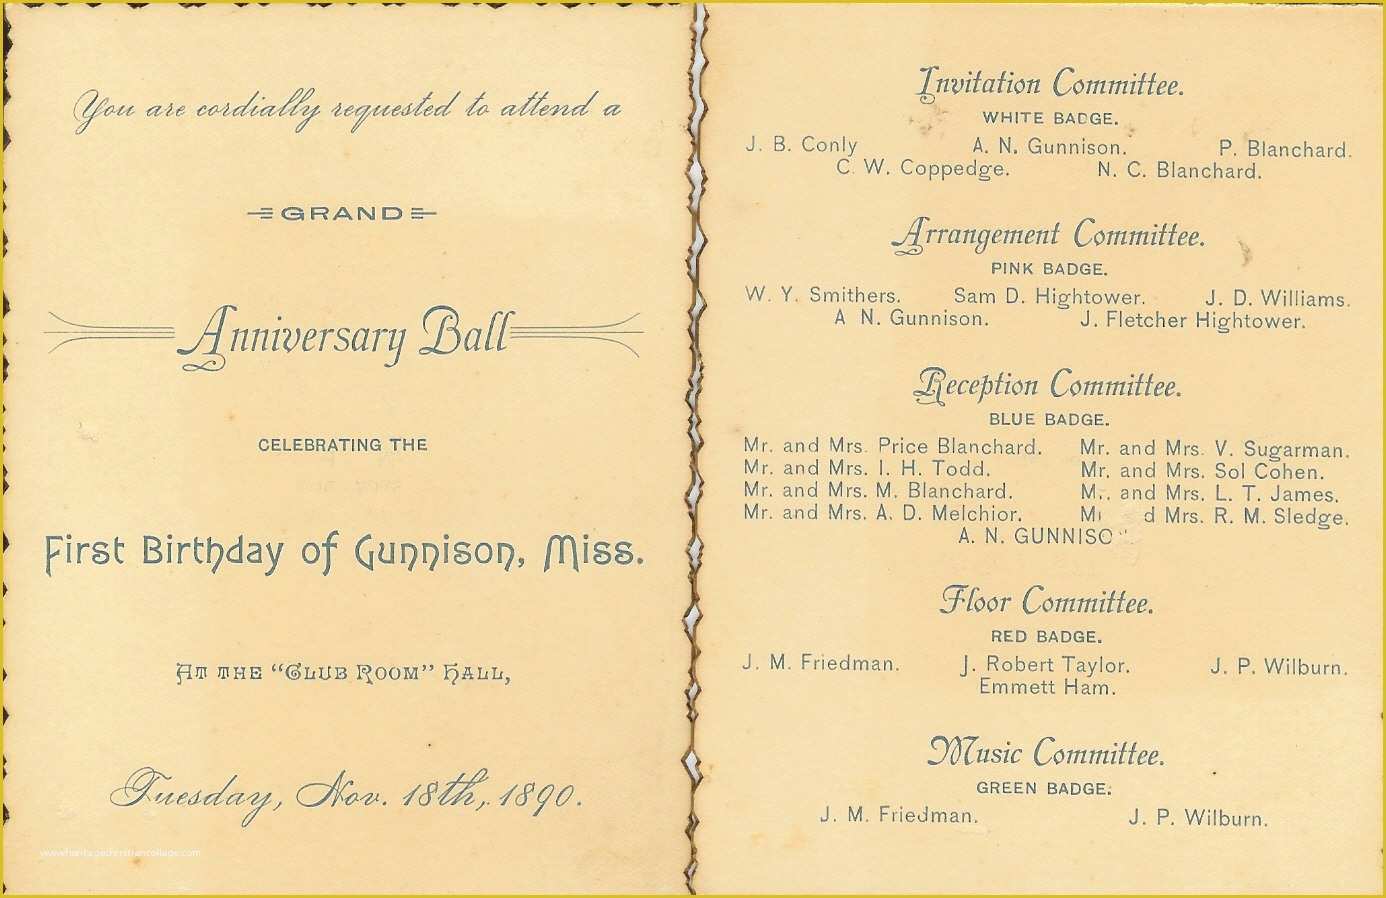 You are cordially requested to attend a
GRAND
Anniversary Ball
CELEBRATING THE
First Birthday of Gunnison, Miss.
AT THE "CLUB ROOM" HALL,
Tuesday, Nov. 18th, 1890.
www.heritagechristiancollege.com
Invitation Committee.
WHITE BADGE.
J. B. Conly A. N. Gunnison. P. Blanchard.
C. W. Coppedge. N. C. Blanchard.
Arrangement Committee.
PINK BADGE.
W. Y. Smithers. Sam D. Hightower. J. D. Williams.
A N. Gunnison. J. Fletcher Hightower.
Reception Committee.
BLUE BADGE.
Mr. and Mrs. Price Blanchard. Mr. and Mrs. V. Sugarman.
Mr. and Mrs. I. H. Todd. Mr. and Mrs. Sol Cohen.
Mr. and Mrs. M. Blanchard. M. and Mrs. L. T. James.
Mr. and Mrs. A. D. Melchior. Mrs. R. M. Sledge.
A. N. GUNNISO
Floor Committee.
RED BADGE.
J. M. Friedman. J. Robert Taylor. J. P. Wilburn.
Emmett Ham.
Music Committee.
GREEN BADGE.
J. M. Friedman. J. P. Wilburn.